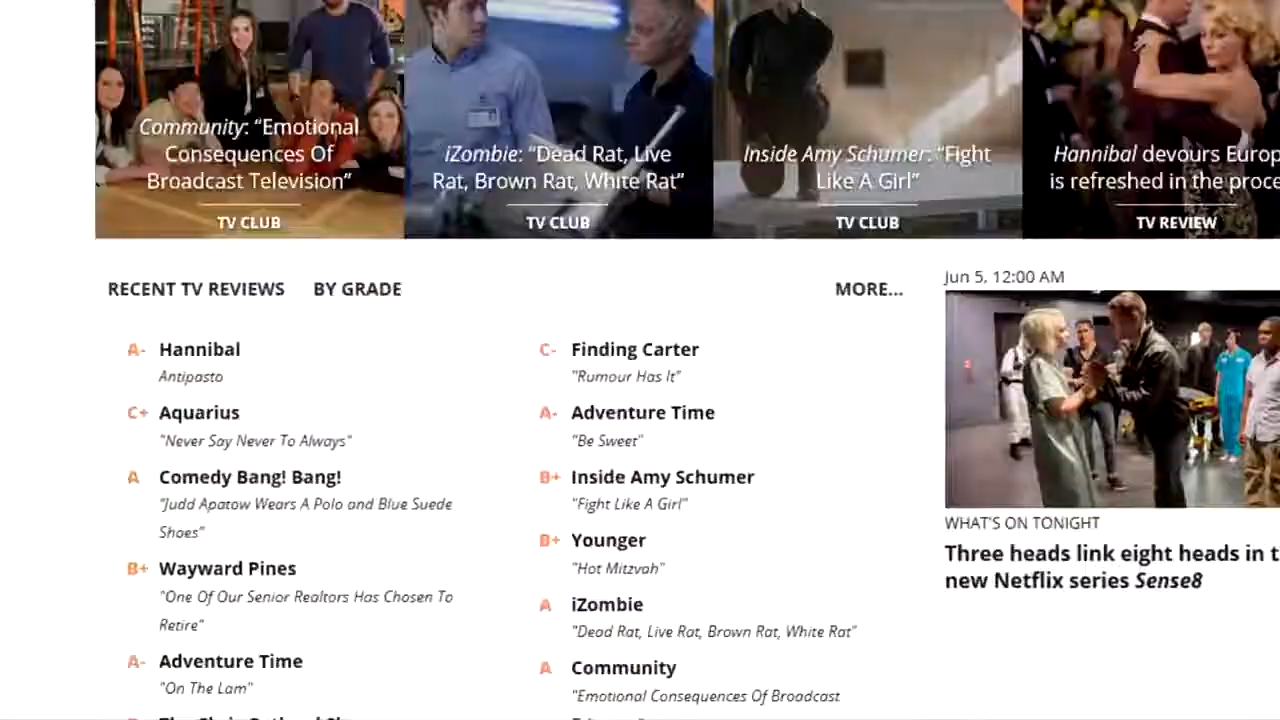 Community: “Emotional
Consequences Of
Broadcast Television”
TV CLUB
iZombie: “Dead Rat, Live
Rat, Brown Rat, White Rat”
TV CLUB
Inside Amy Schumer: “Fight
Like A Girl”
TV CLUB
Hannibal devours Europ
is refreshed in the proce
TV REVIEW
RECENT TV REVIEWS BY GRADE MORE...
A- Hannibal
Antipasto
C+ Aquarius
"Never Say Never To Always"
A Comedy Bang! Bang!
"Judd Apatow Wears A Polo and Blue Suede
Shoes"
B+ Wayward Pines
"One Of Our Senior Realtors Has Chosen To
Retire"
A- Adventure Time
"On The Lam"
C- Finding Carter
"Rumour Has It"
A- Adventure Time
"Be Sweet"
B+ Inside Amy Schumer
"Fight Like A Girl"
B+ Younger
"Hot Mitzvah"
A iZombie
"Dead Rat, Live Rat, Brown Rat, White Rat"
A Community
"Emotional Consequences Of Broadcast
Jun 5, 12:00 AM
WHAT'S ON TONIGHT
Three heads link eight heads in t
new Netflix series Sense8